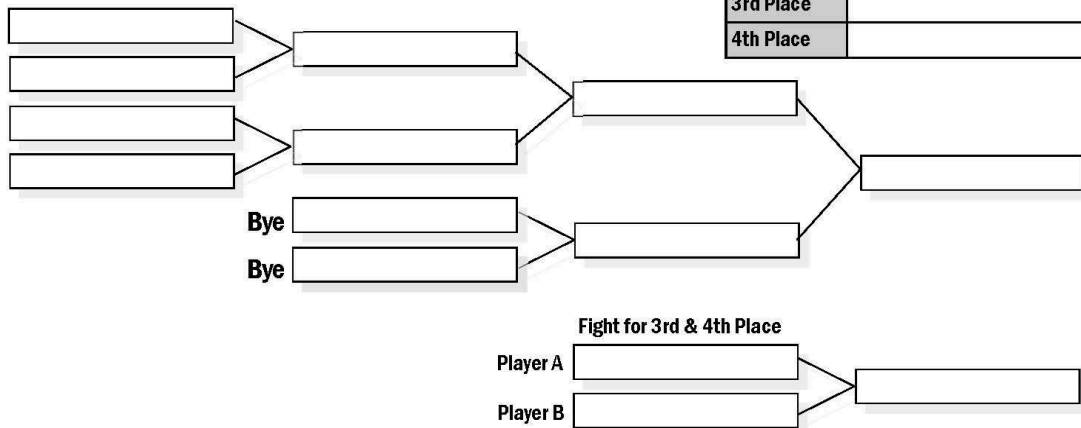 3rd Place
4th Place
Bye
Bye
Fight for 3rd & 4th Place
Player A
Player B